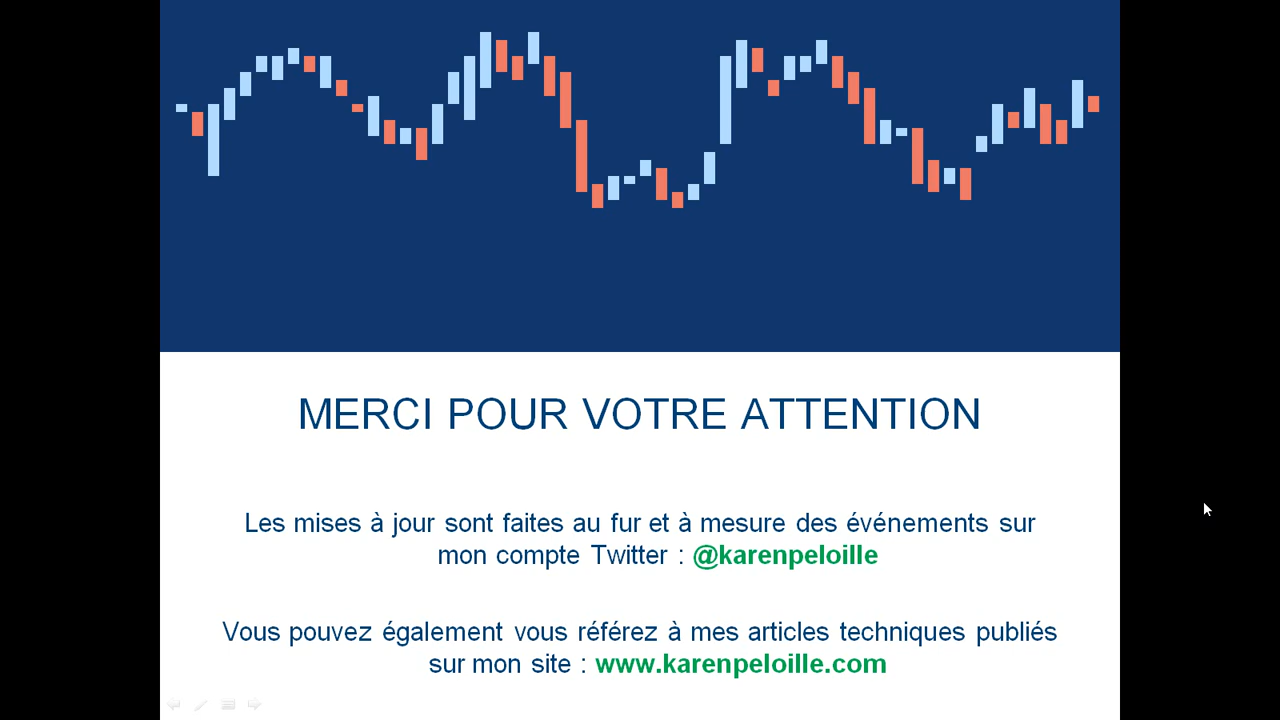 MERCI POUR VOTRE ATTENTION
Les mises à jour sont faites au fur et à mesure des événements sur
mon compte Twitter : @karenpeloille
Vous pouvez également vous référez à mes articles techniques publiés
sur mon site : www.karenpeloille.com